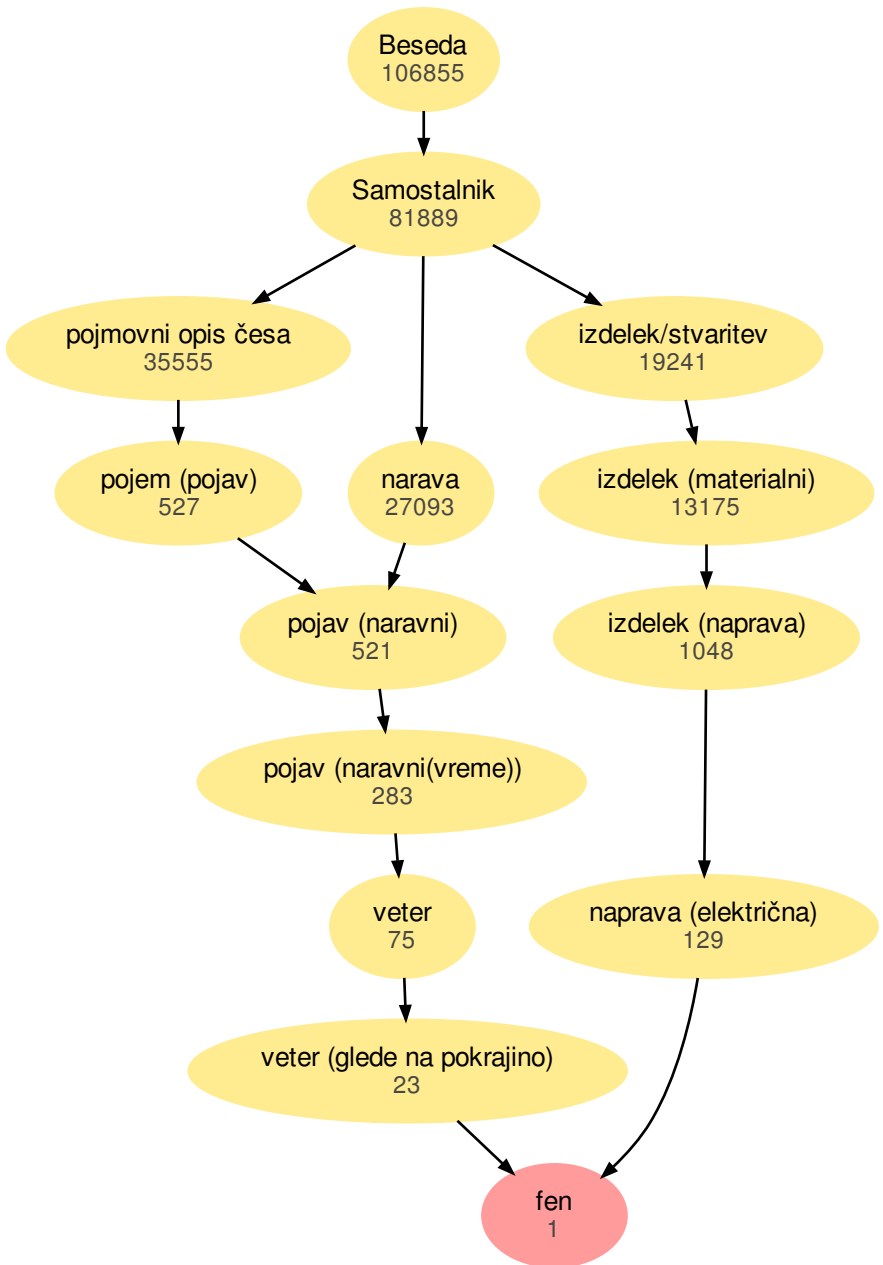 Beseda
106855
Samostalnik
81889
pojmovni opis česa
35555
izdelek/stvaritev
19241
pojem (pojav)
527
narava
27093
izdelek (materialni)
13175
pojav (naravni)
521
izdelek (naprava)
1048
pojav (naravni(vreme))
283
veter
75
naprava (eléktrična)
129
veter (glede na pokrajino)
23
fen
1